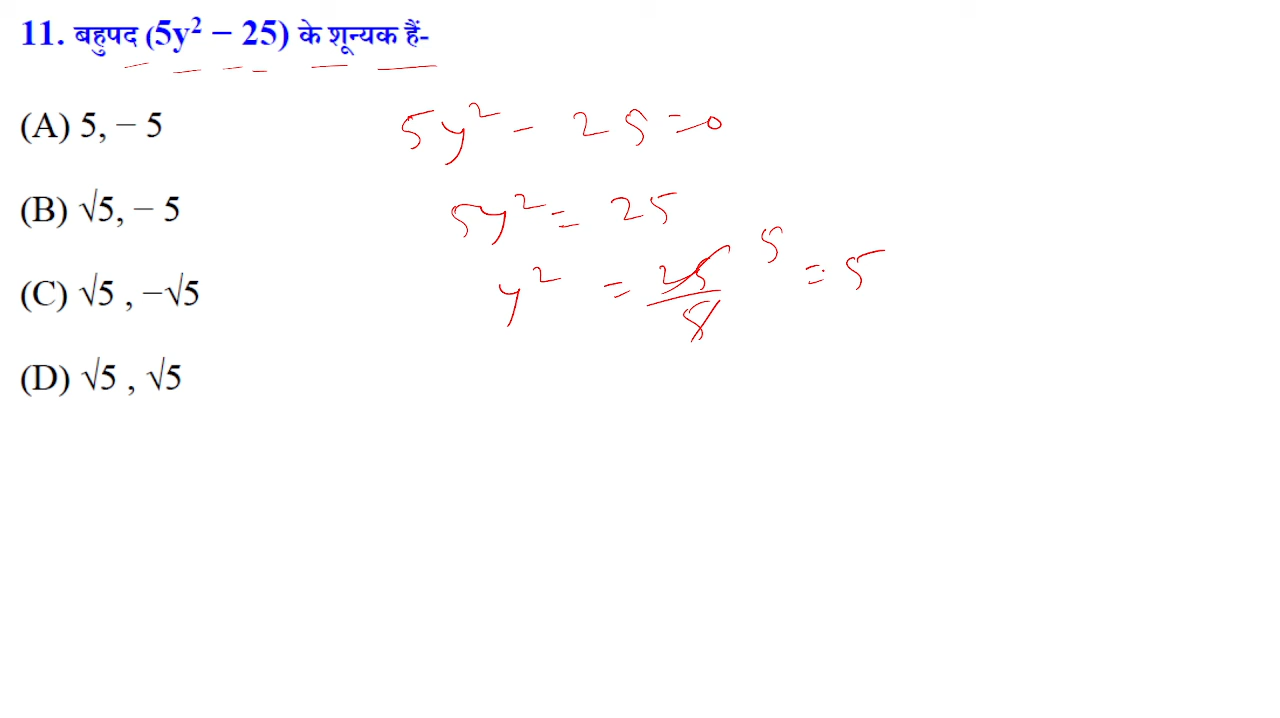 11. बहुपद (5y² − 25) के शून्यक हैं-
(A) 5, − 5
(B) √5, − 5
(C) √5 , −√5
(D) √5 , √5
5y² − 25 = 0
5y² = 25
y² = 25/5 5 = 5